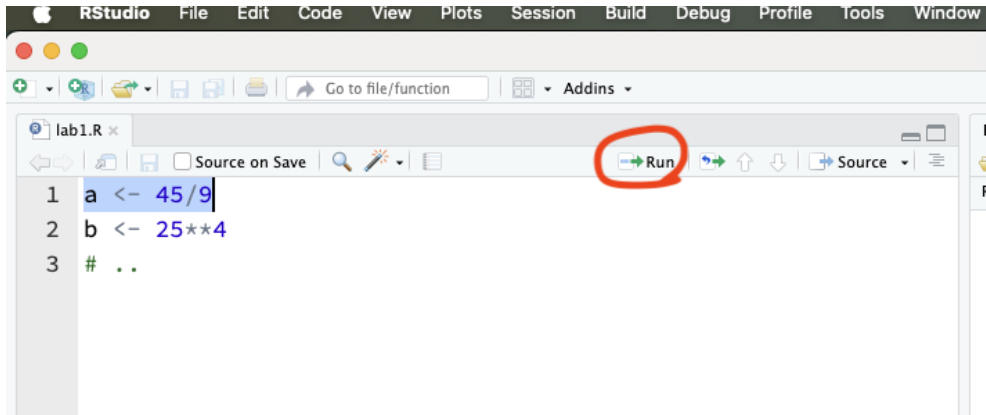 RStudio File Edit Code View Plots Session Build Debug Profile Tools Window
Go to file/function Addins
lab1.R
Source on Save Run Source
1 a <- 45/9
2 b <- 25**4
3 # ..